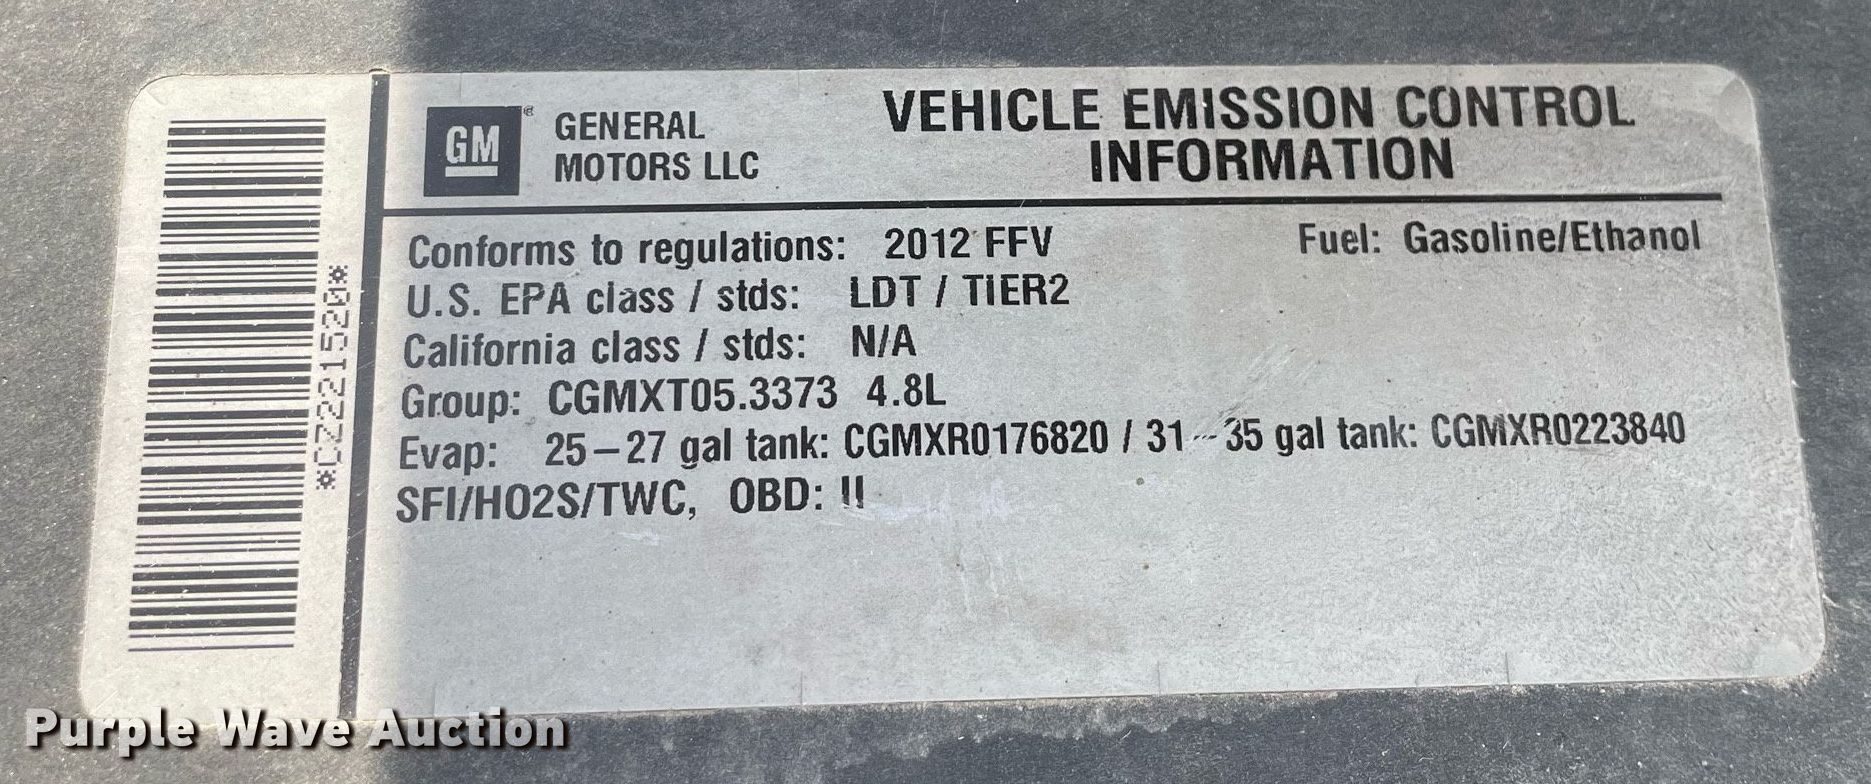 GM
GENERAL
MOTORS LLC
VEHICLE EMISSION CONTROL
INFORMATION
Conforms to regulations: 2012 FFV
Fuel: Gasoline/Ethanol
U.S. EPA class / stds: LDT / TIER2
California class / stds: N/A
Group: CGMXT05.3373 4.8L
Evap: 25–27 gal tank: CGMXR0176820 / 31–35 gal tank: CGMXR0223840
SFI/HO2S/TWC, OBD: II
*CZ221520*
Purple Wave Auction